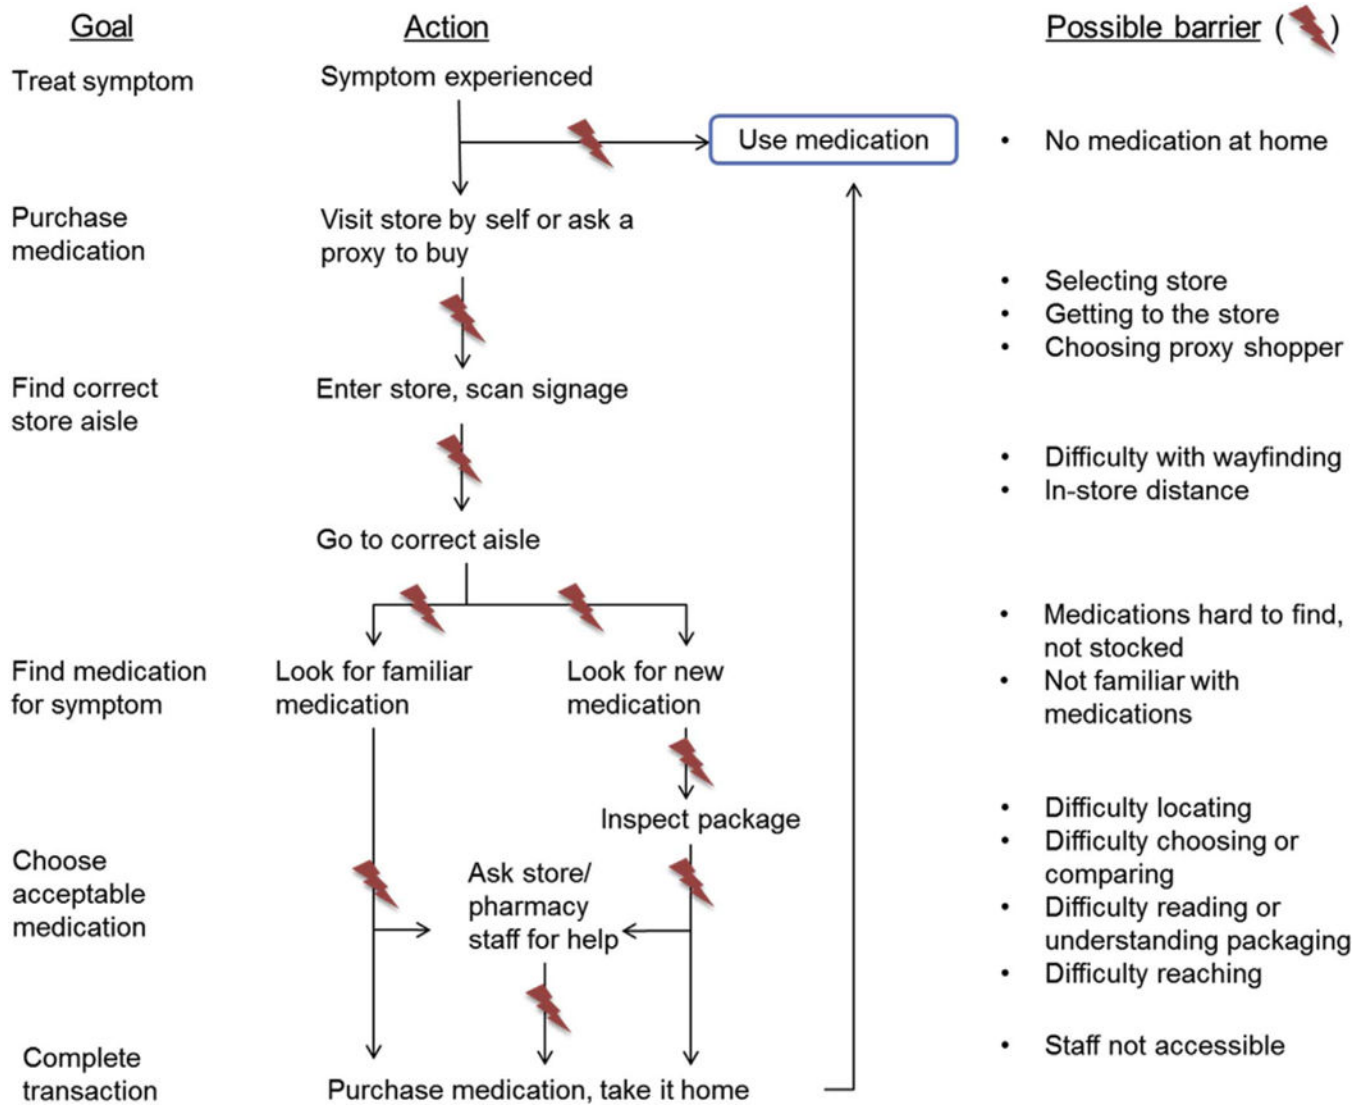 Goal
Action
Possible barrier ( )
Treat symptom
Symptom experienced
Use medication
• No medication at home
Purchase
medication
Visit store by self or ask a
proxy to buy
• Selecting store
• Getting to the store
• Choosing proxy shopper
Find correct
store aisle
Enter store, scan signage
• Difficulty with wayfinding
• In-store distance
Go to correct aisle
• Medications hard to find,
not stocked
• Not familiar with
medications
Find medication
for symptom
Look for familiar
medication
Look for new
medication
Inspect package
• Difficulty locating
• Difficulty choosing or
comparing
• Difficulty reading or
understanding packaging
• Difficulty reaching
Choose
acceptable
medication
Ask store/
pharmacy
staff for help
• Staff not accessible
Complete
transaction
Purchase medication, take it home